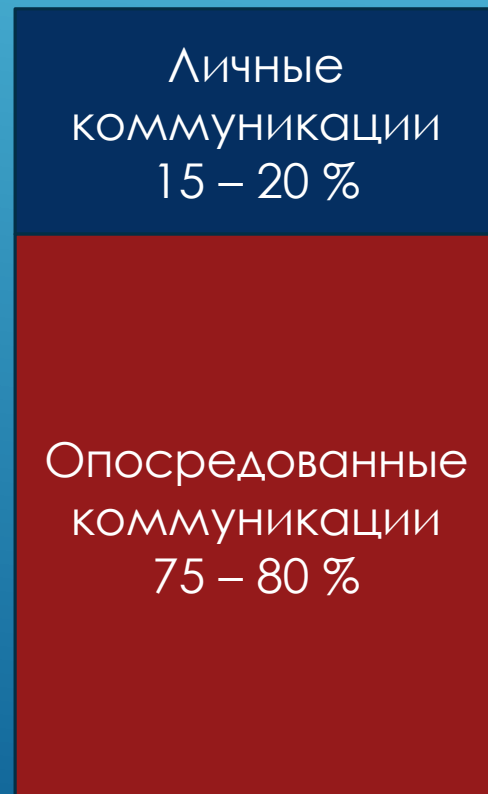 Личные
коммуникации
15 – 20 %
Опосредованные
коммуникации
75 – 80 %